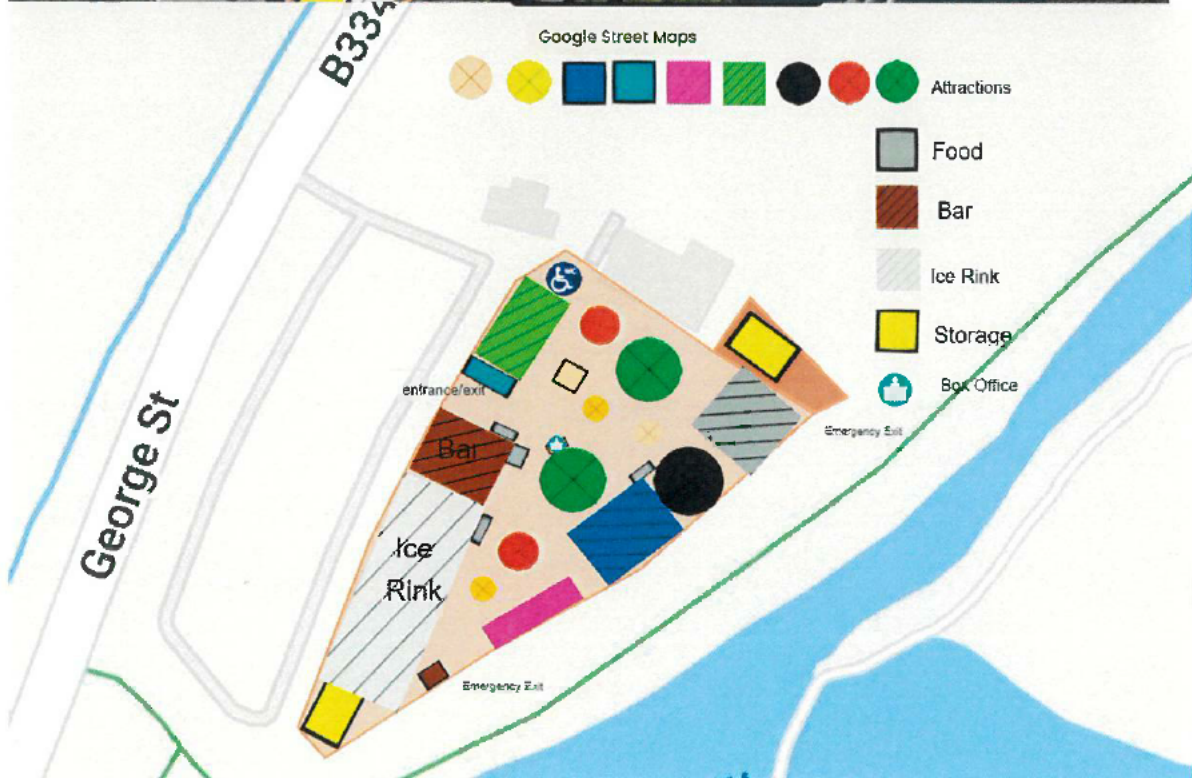 B334
Google Street Maps
Attractions
Food
Bar
Ice Rink
Storage
Box Office
entrance/exit
Emergency Exit
Bar
George St
Ice
Rink
Emergency Exit